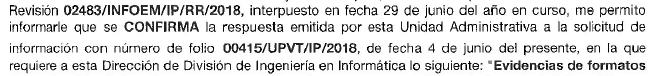 Revisión 02483/INFOEM/IP/RR/2018, interpuesto en fecha 29 de junio del año en curso, me permito
informarle que se CONFIRMA la respuesta emitida por esta Unidad Administrativa a la solicitud de
información con número de folio 00415/UPVT/IP/2018, de fecha 4 de junio del presente, en la que
requiere a esta Dirección de División de Ingeniería en Informática lo siguiente: "Evidencias de formatos